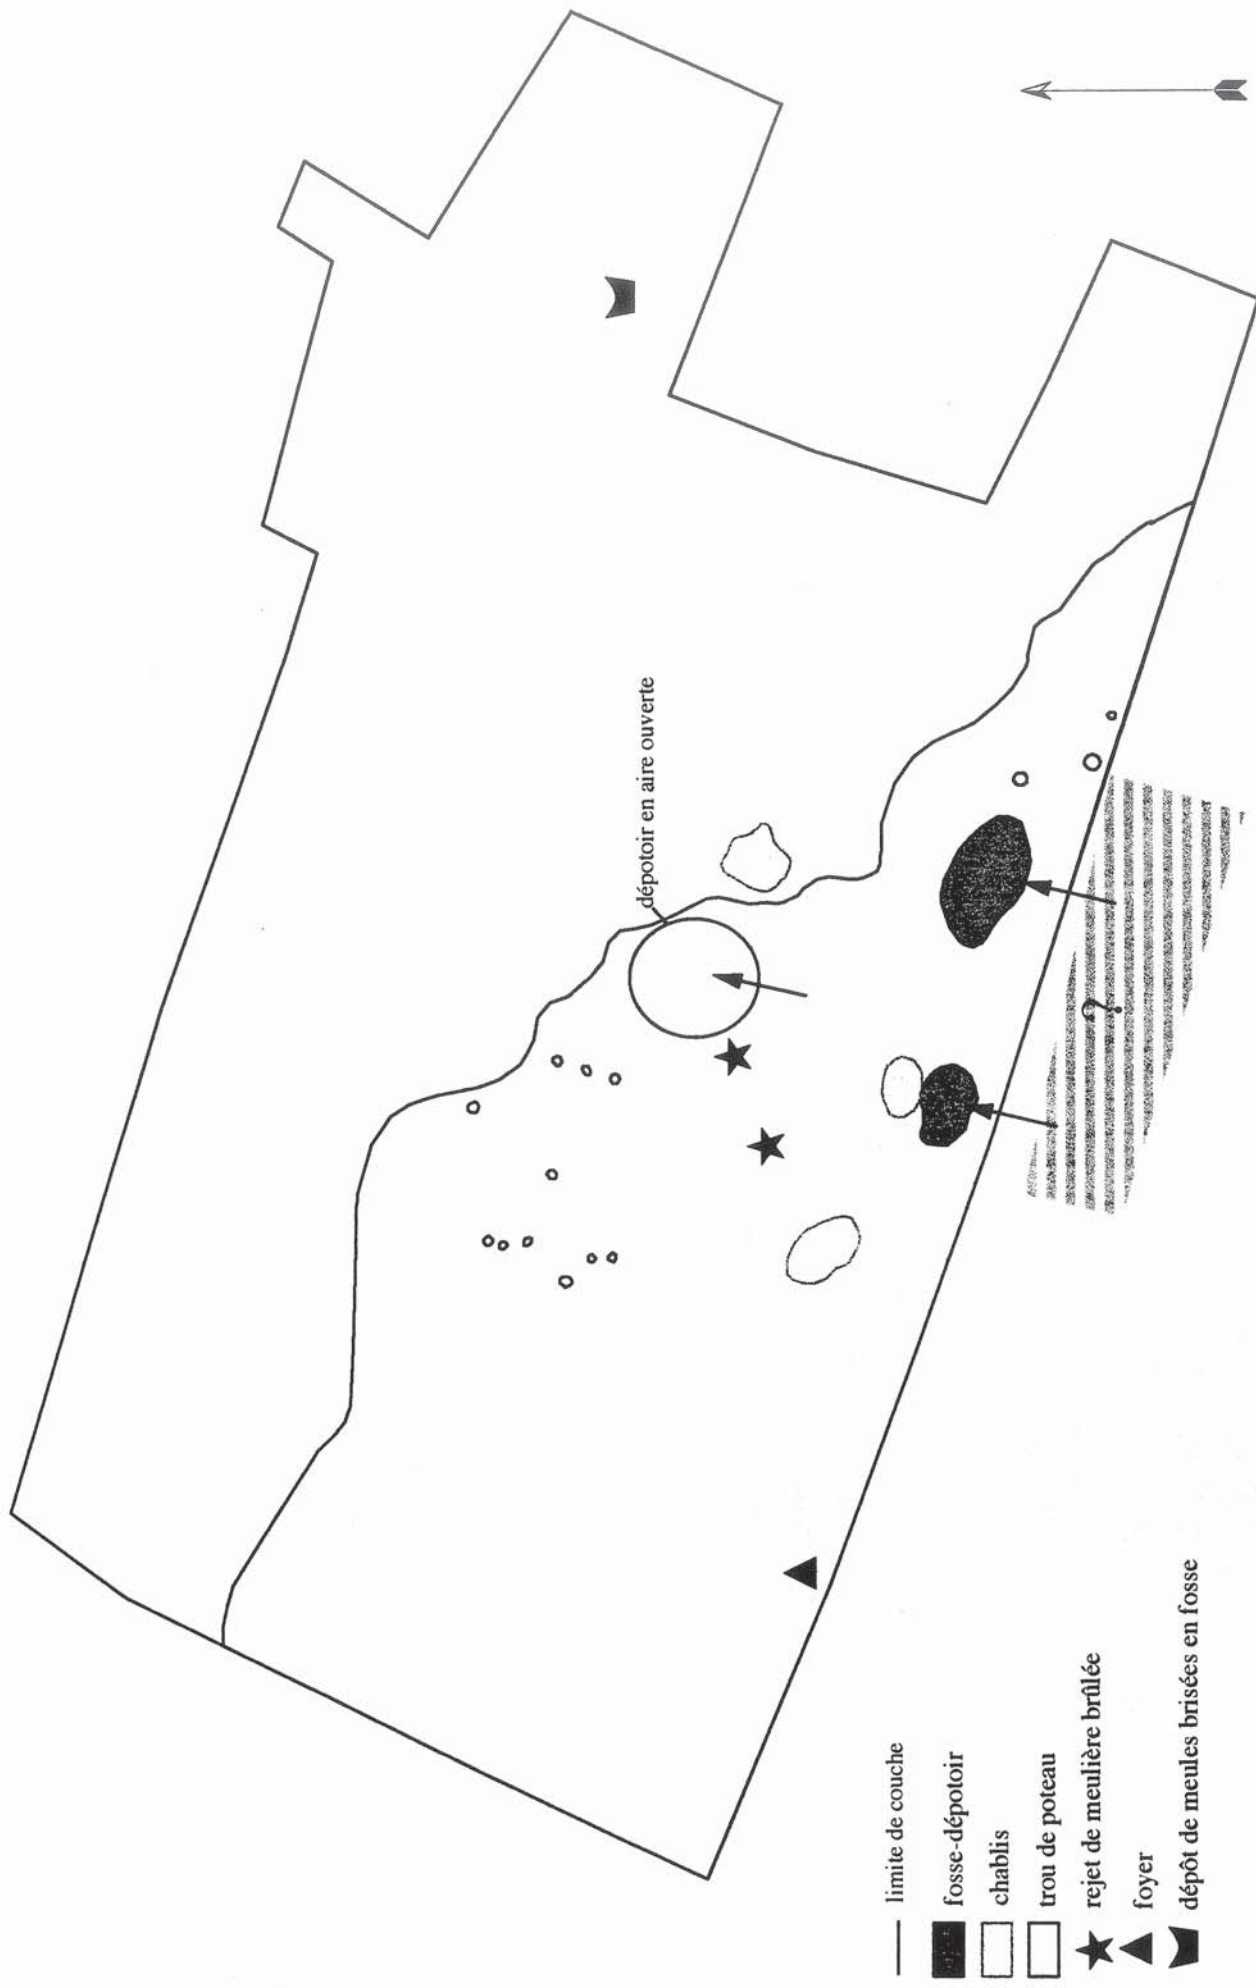 dépotoir en aire ouverte
?
limite de couche
fosse-dépotoir
chablis
trou de poteau
rejet de meulière brûlée
foyer
dépôt de meules brisées en fosse